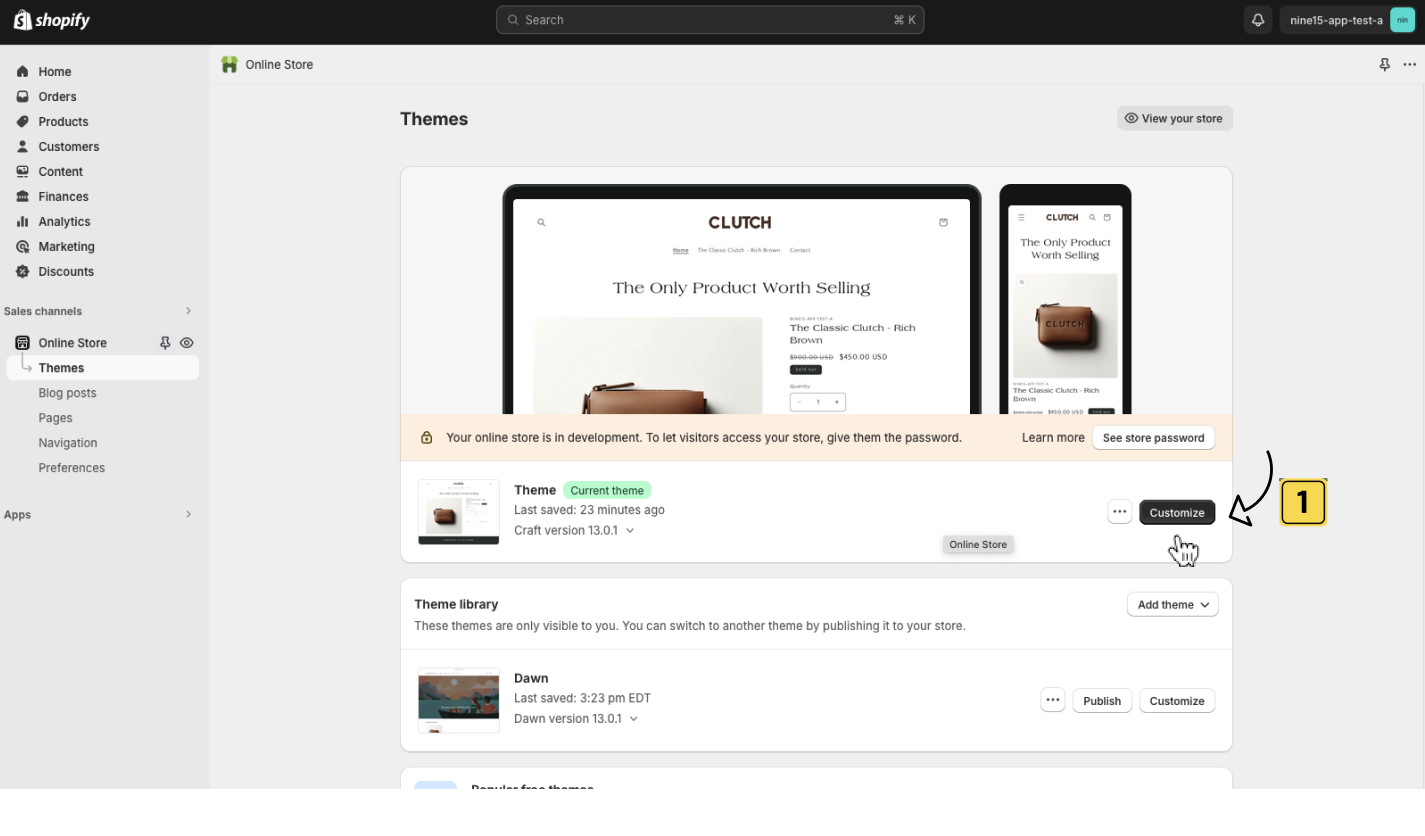 shopify
Search
⌘ K
nine15-app-test-a
nin
Home
Orders
Products
Customers
Content
Finances
Analytics
Marketing
Discounts
Sales channels
Online Store
Themes
Blog posts
Pages
Navigation
Preferences
Apps
Online Store
Themes
View your store
CLUTCH
Home The Classic Clutch - Rich Brown Contact
The Only Product Worth Selling
NINE15-APP-TEST-A
The Classic Clutch - Rich
Brown
$900.00 USD $450.00 USD
Sold out
Quantity
- 1 +
CLUTCH
The Only Product
Worth Selling
CLUTCH
NINE15-APP-TEST-A
The Classic Clutch - Rich
Brown
$900.00 USD $450.00 USD Sold out
Your online store is in development. To let visitors access your store, give them the password.
Learn more
See store password
Theme Current theme
Last saved: 23 minutes ago
Craft version 13.0.1
Customize
1
Online Store
Theme library
Add theme
These themes are only visible to you. You can switch to another theme by publishing it to your store.
Dawn
Last saved: 3:23 pm EDT
Dawn version 13.0.1
Publish
Customize
Popular free themes